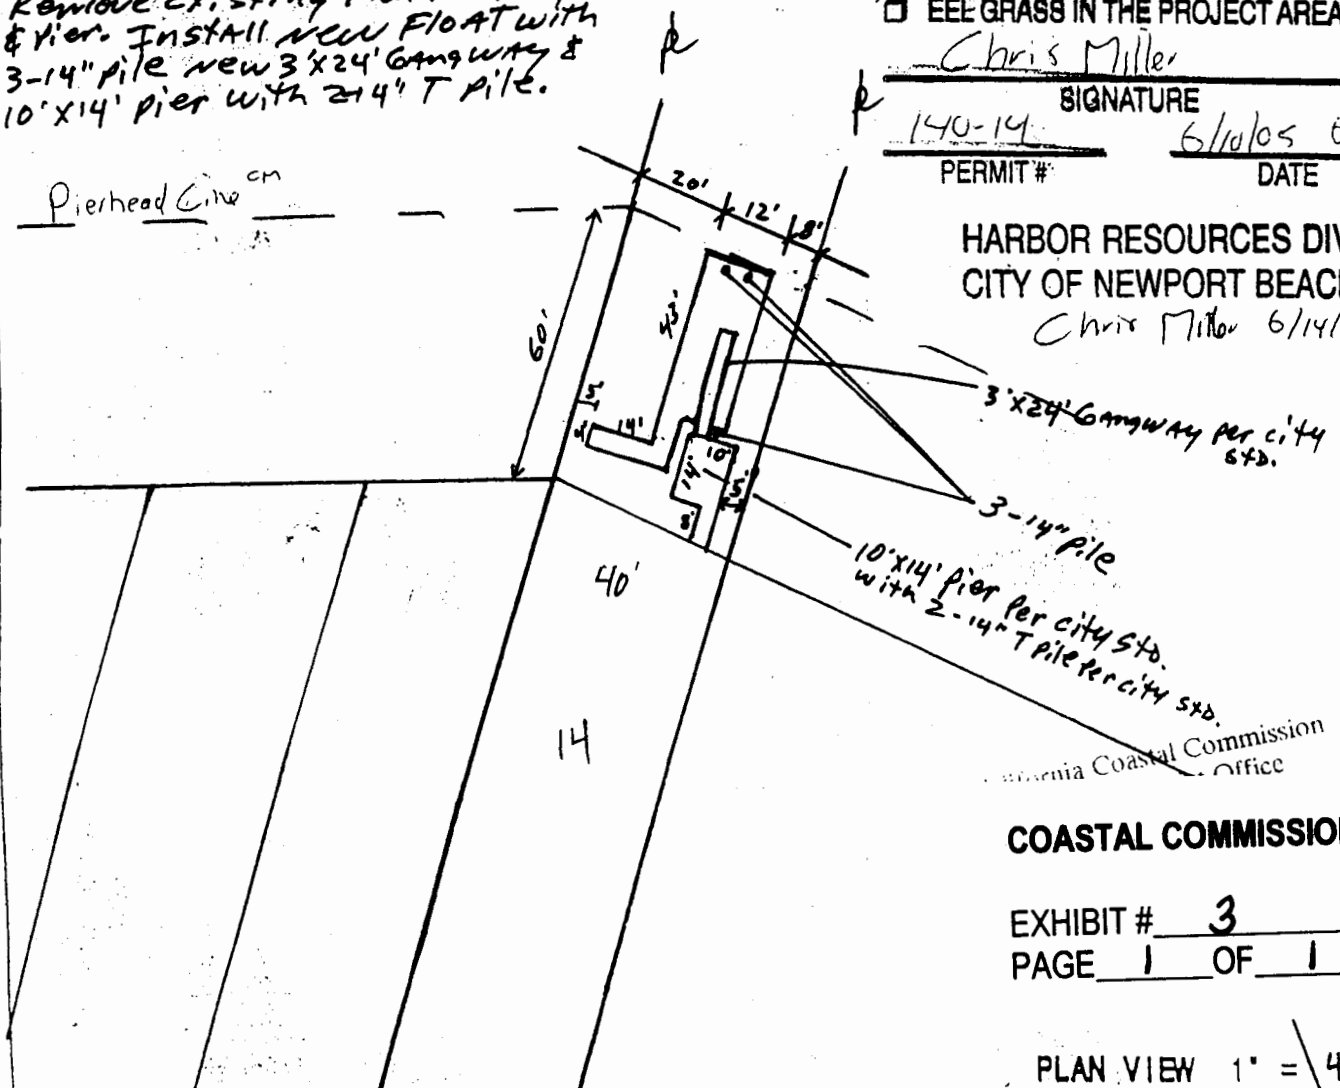 Remove existing
& Pier. Install new Float with
3-14" pile new 3'x24' Gangway &
10'x14' pier with 2-14" T pile.
Pierhead Line CM
□ EEL GRASS IN THE PROJECT AREA
Chris Miller
SIGNATURE
140-14 6/10/05
PERMIT # DATE
HARBOR RESOURCES DIV
CITY OF NEWPORT BEACH
Chris Miller 6/14/
20'
12'
8'
60'
43'
5'
14'
4'
10'
14'
5'
8'
3'x24' Gangway per city
std.
3-14" pile
10'x14' Pier Per city std.
with 2-14" T pile Per city std.
40'
14
California Coastal Commission
Office
COASTAL COMMISSION
EXHIBIT # 3
PAGE 1 OF 1
PLAN VIEW 1" = 4